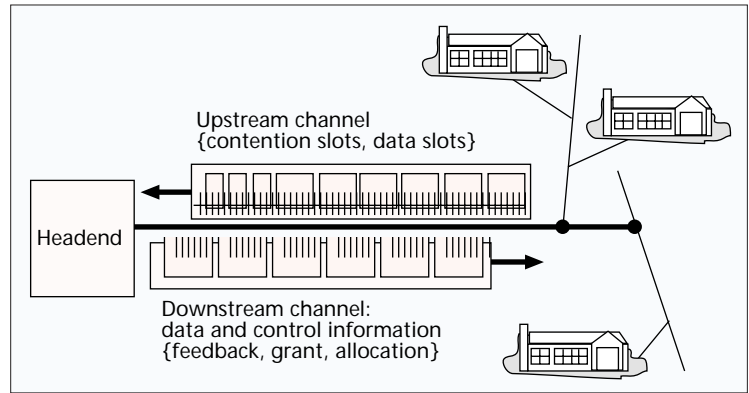 Upstream channel
{contention slots, data slots}
Headend
Downstream channel:
data and control information
{feedback, grant, allocation}